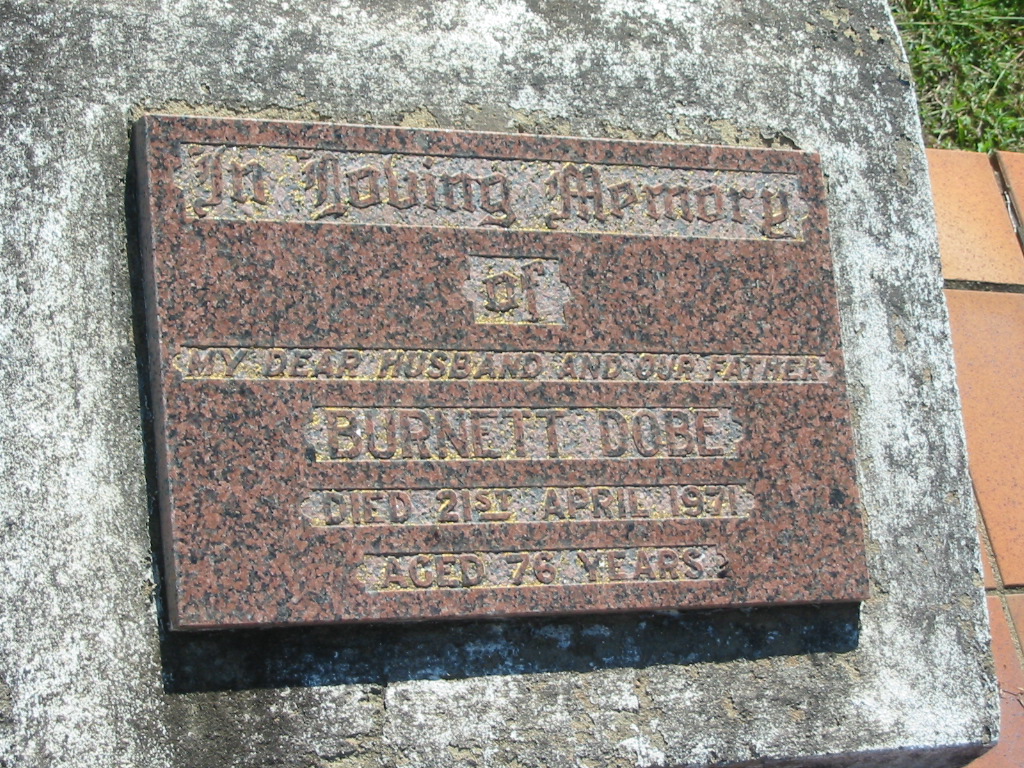 In Loving Memory
of
MY DEAR HUSBAND AND OUR FATHER
BURNETT DOBE
DIED 21ST APRIL 1971
AGED 76 YEARS